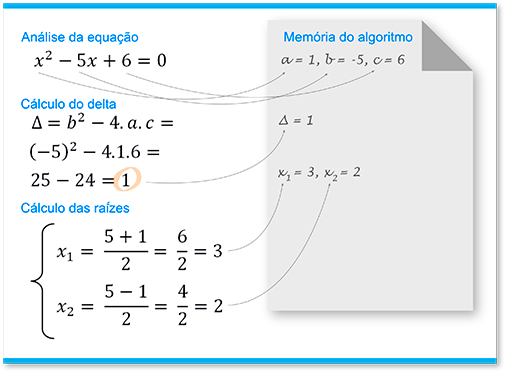 Análise da equação
x² − 5x + 6 = 0
Cálculo do delta
Δ = b² − 4. a. c =
(−5)² − 4.1.6 =
25 − 24 = 1
Cálculo das raízes
x₁ = (5 + 1)/2 = 6/2 = 3
x₂ = (5 − 1)/2 = 4/2 = 2
Memória do algoritmo
a = 1, b = -5, c = 6
Δ = 1
x₁ = 3, x₂ = 2